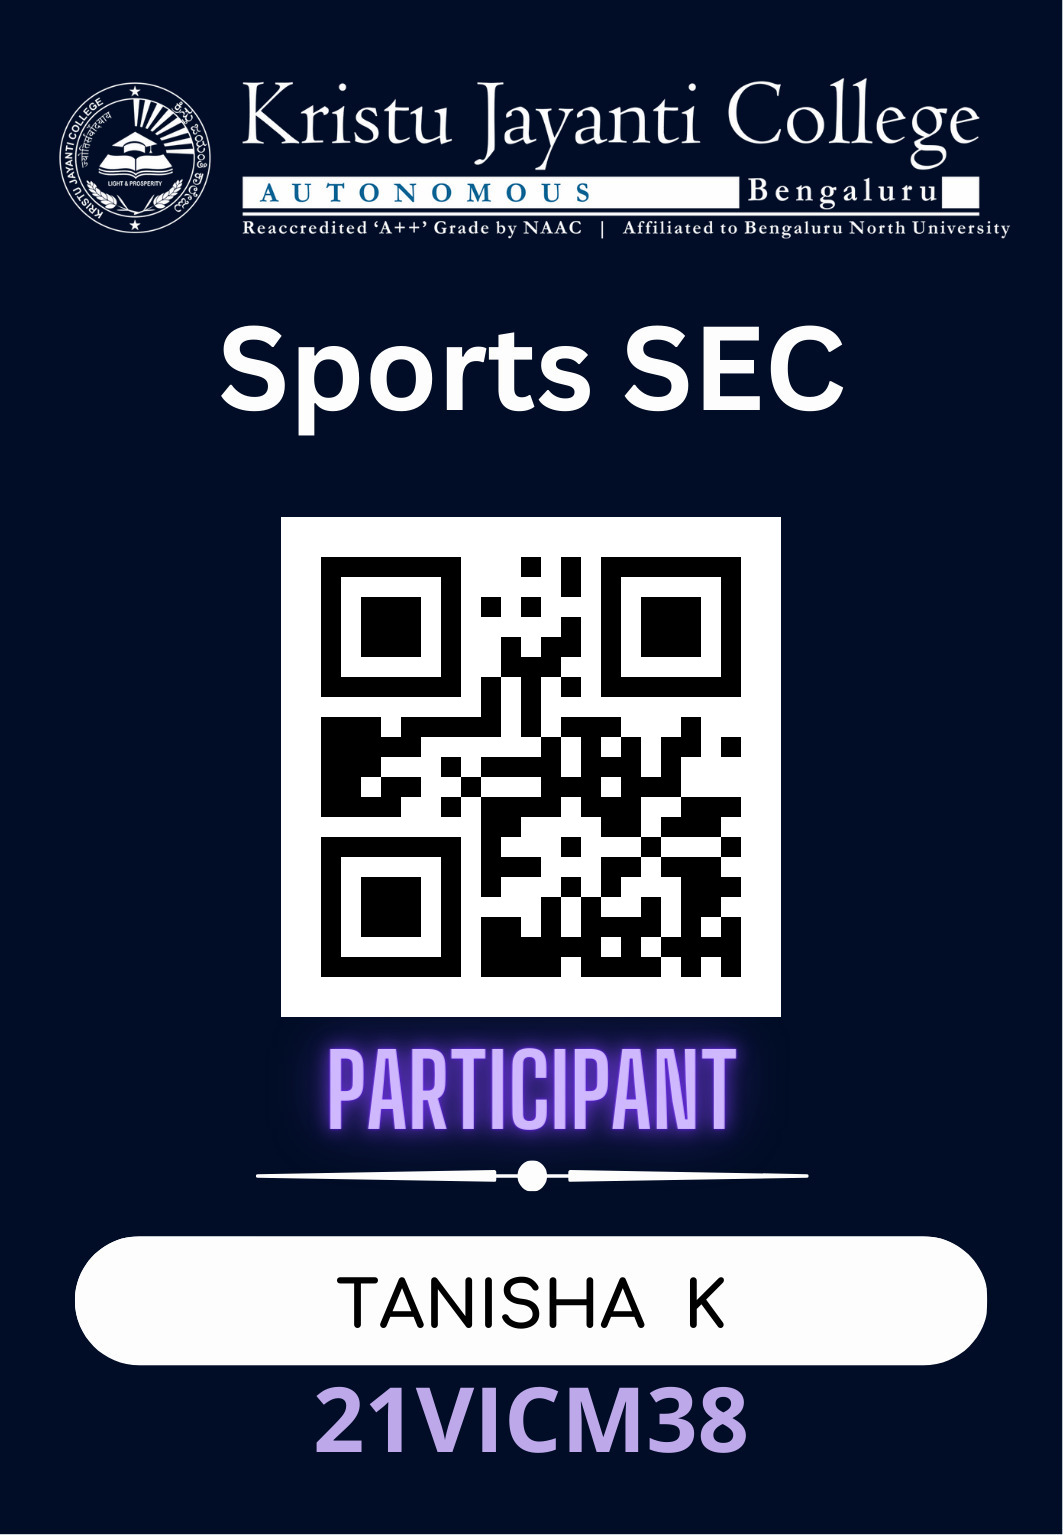 Kristu Jayanti College
AUTONOMOUS Bengaluru
Reaccredited ‘A++’ Grade by NAAC | Affiliated to Bengaluru North University
KRISTU JAYANTI COLLEGE
LIGHT & PROSPERITY
Sports SEC
PARTICIPANT
TANISHA K
21VICM38